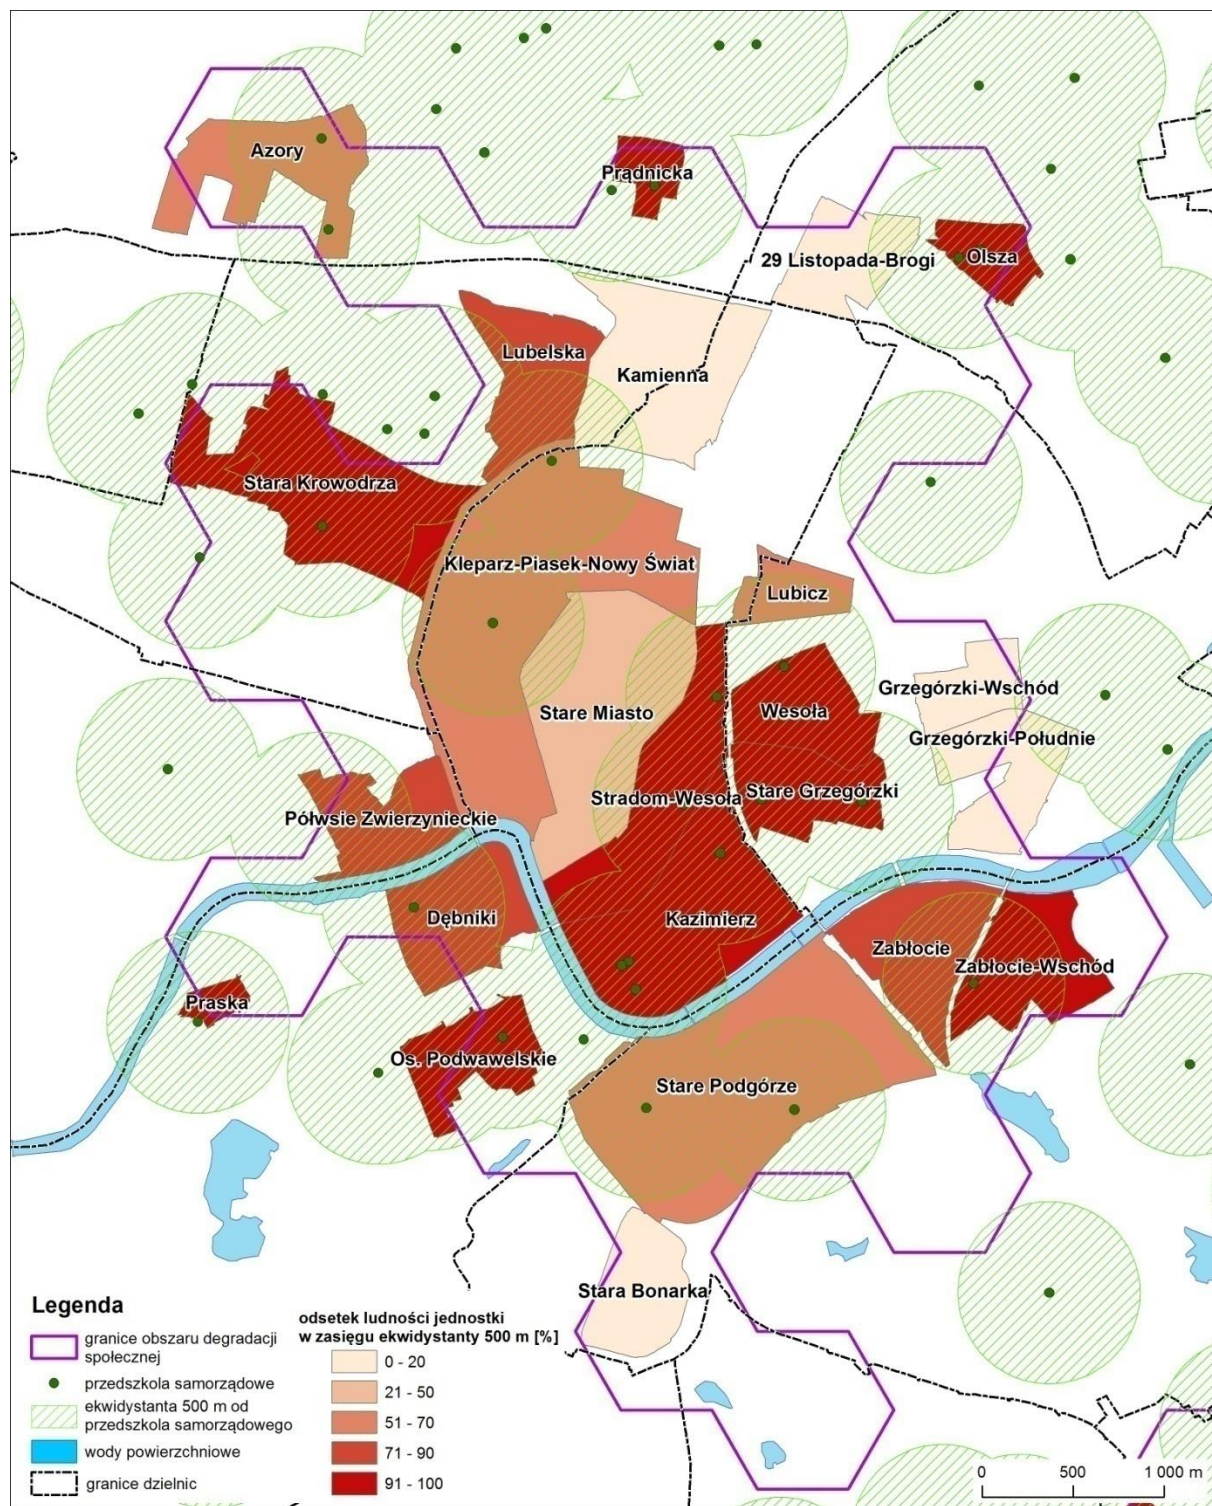 Azory
Prądnicka
29 Listopada-Brogi
Olsza
Lubelska
Kamienna
Stara Krowodrza
Kleparz-Piasek-Nowy Świat
Lubicz
Grzegórzki-Wschód
Wesoła
Stare Miasto
Grzegórzki-Południe
Stradom-Wesoła
Stare Grzegórzki
Półwsie Zwierzynieckie
Dębniki
Kazimierz
Zabłocie
Zabłocie-Wschód
Praska
Os. Podwawelskie
Stare Podgórze
Stara Bonarka
Legenda
granice obszaru degradacji
społecznej
przedszkola samorządowe
ekwidystanta 500 m od
przedszkola samorządowego
wody powierzchniowe
granice dzielnic
odsetek ludności jednostki
w zasięgu ekwidystanty 500 m [%]
0 - 20
21 - 50
51 - 70
71 - 90
91 - 100
0 500 1 000 m